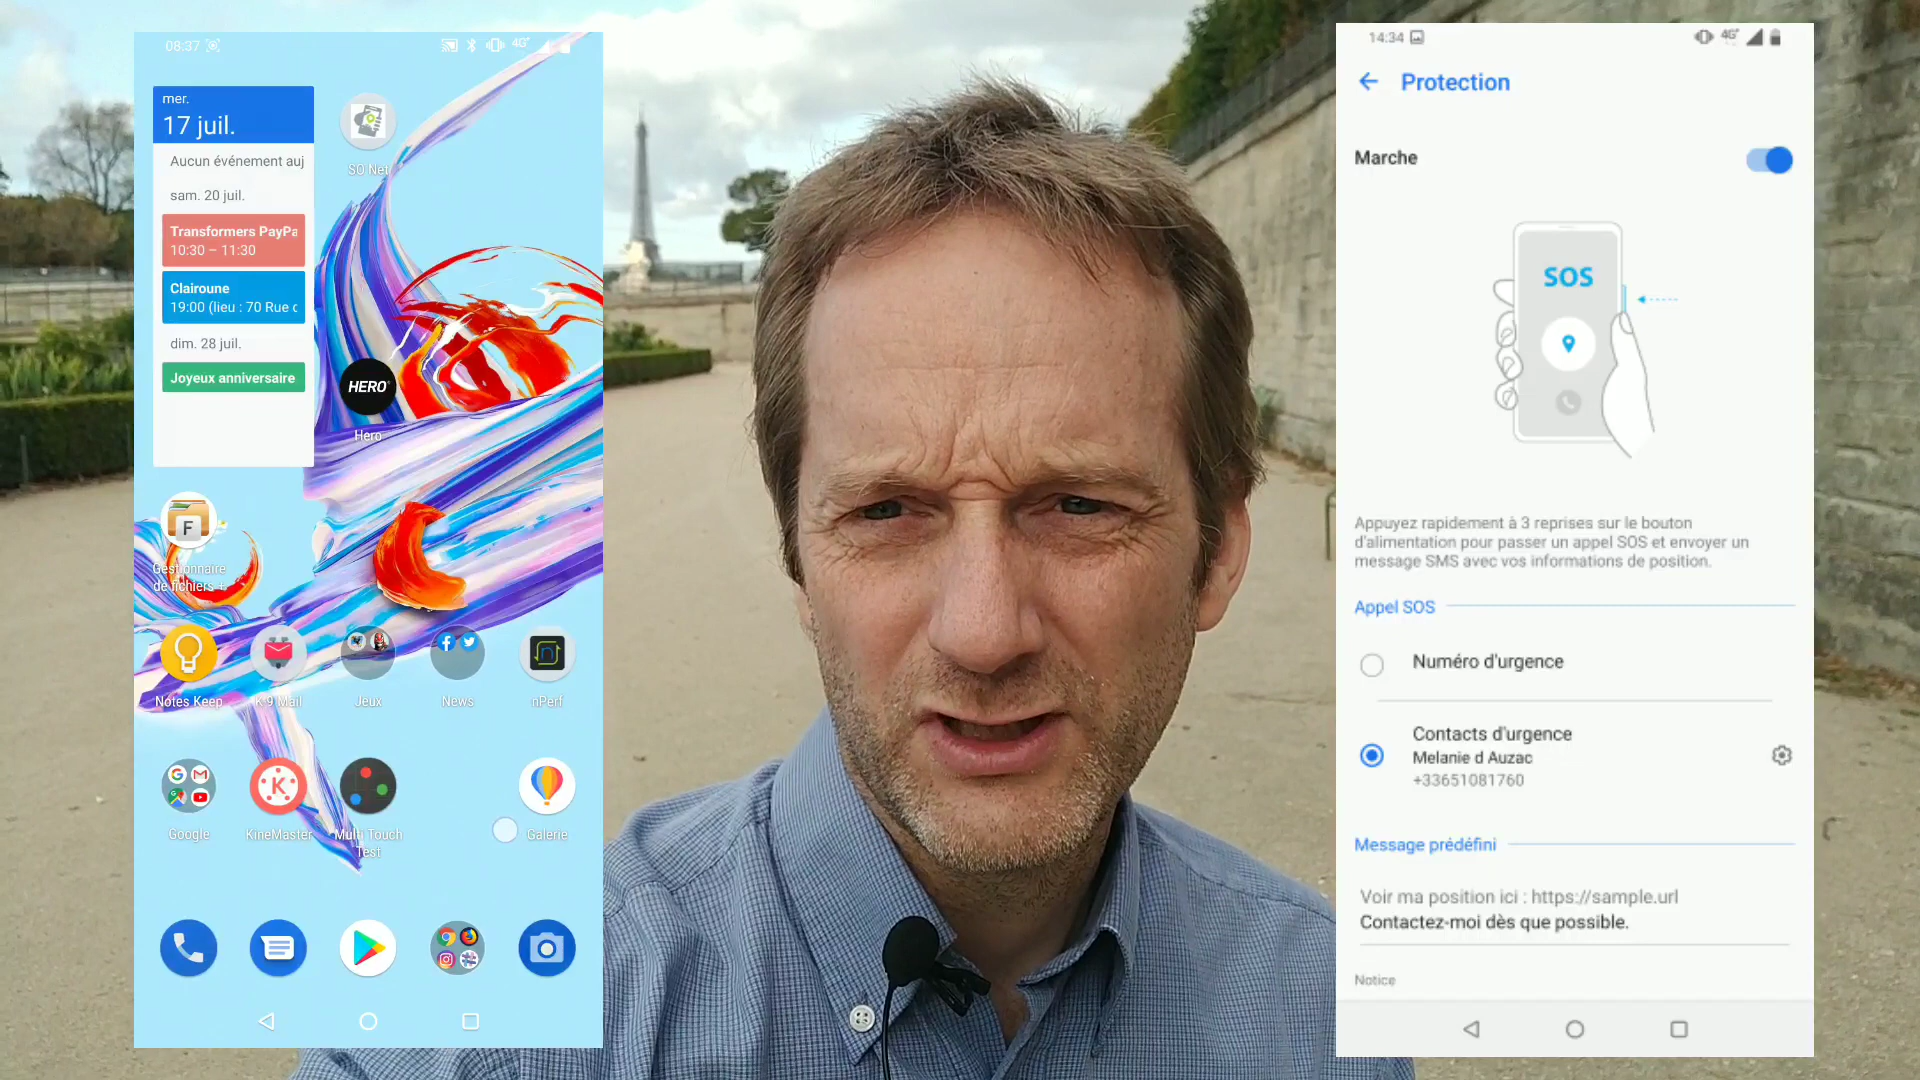 08:37
4G+
mer.
17 juil.
Aucun événement auj
sam. 20 juil.
Transformers PayPa
10:30 – 11:30
Clairoune
19:00 (lieu : 70 Rue d
dim. 28 juil.
Joyeux anniversaire
SO Net
HERO
Hero
F
Gestionnaire
de fichiers +
Notes Keep
K-9 Mail
Jeux
News
nPerf
Google
KineMaster
Multi Touch
Test
Galerie
14:34
4G+
Protection
Marche
SOS
Appuyez rapidement à 3 reprises sur le bouton
d'alimentation pour passer un appel SOS et envoyer un
message SMS avec vos informations de position.
Appel SOS
Numéro d'urgence
Contacts d'urgence
Melanie d Auzac
+33651081760
Message prédéfini
Voir ma position ici : https://sample.url
Contactez-moi dès que possible.
Notice